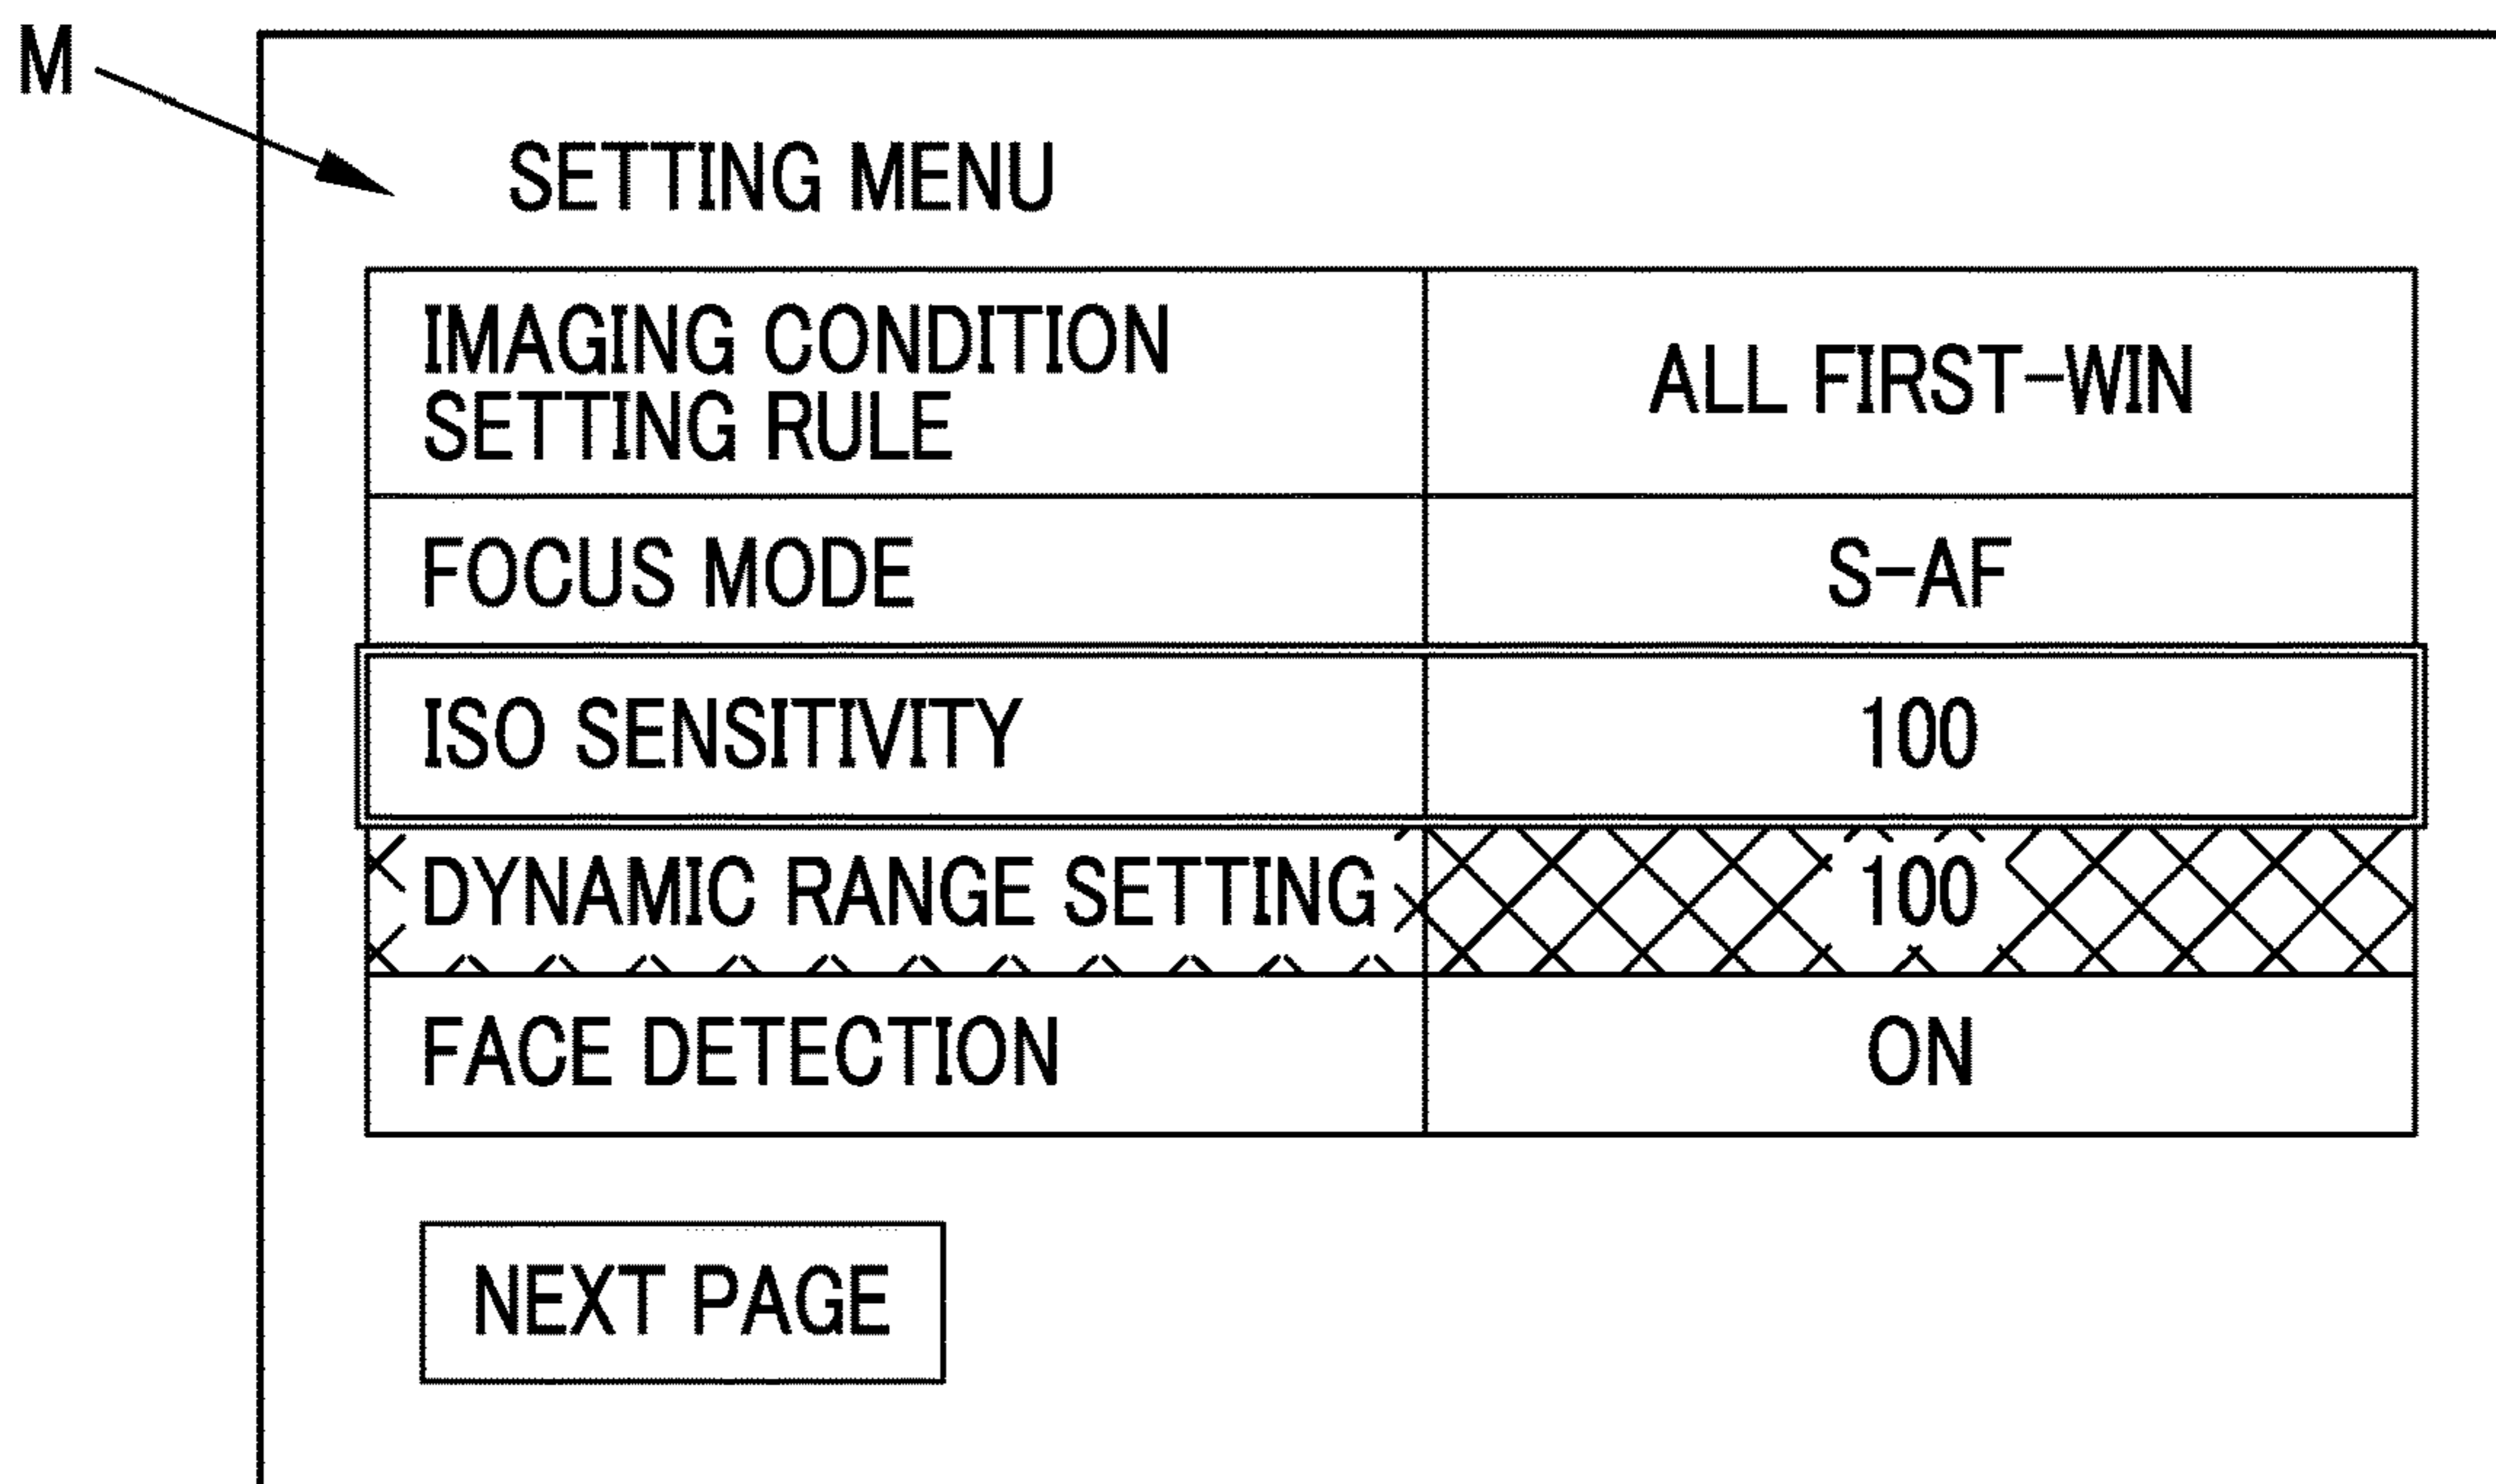 M
SETTING MENU
IMAGING CONDITION
SETTING RULE
ALL FIRST-WIN
FOCUS MODE
S-AF
ISO SENSITIVITY
100
DYNAMIC RANGE SETTING
100
FACE DETECTION
ON
NEXT PAGE